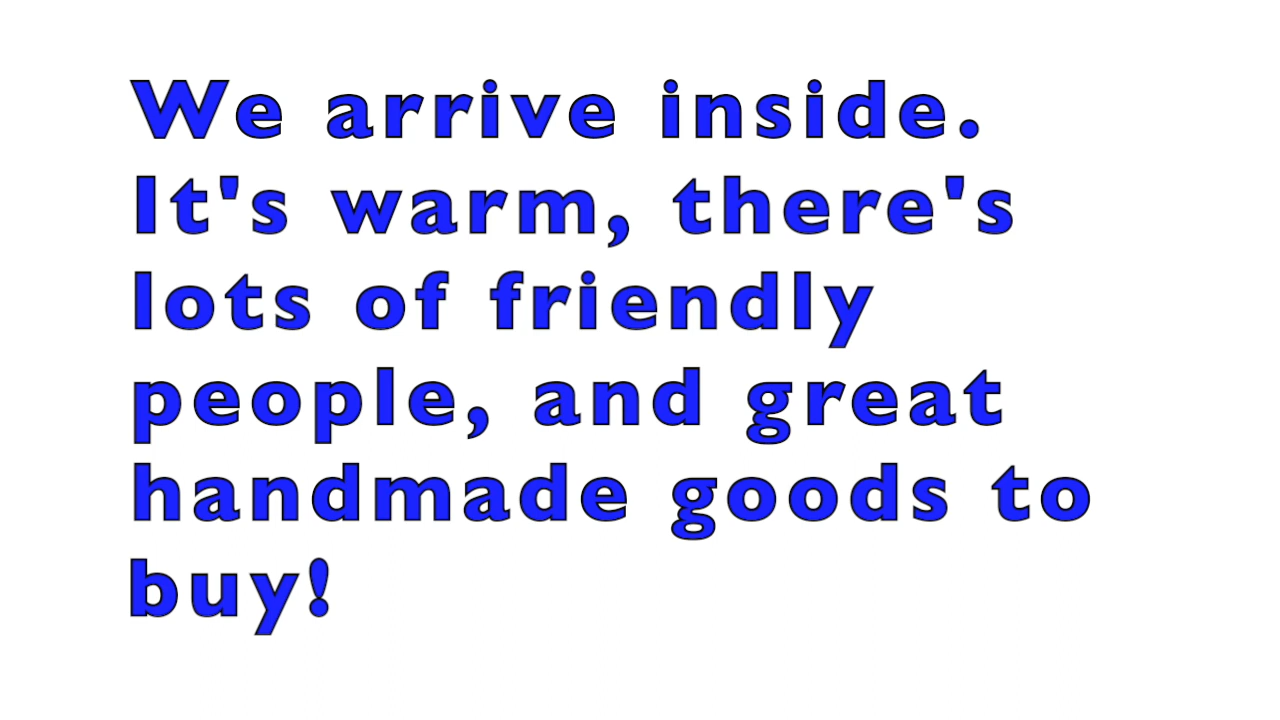 We arrive inside.
It's warm, there's
lots of friendly
people, and great
handmade goods to
buy!